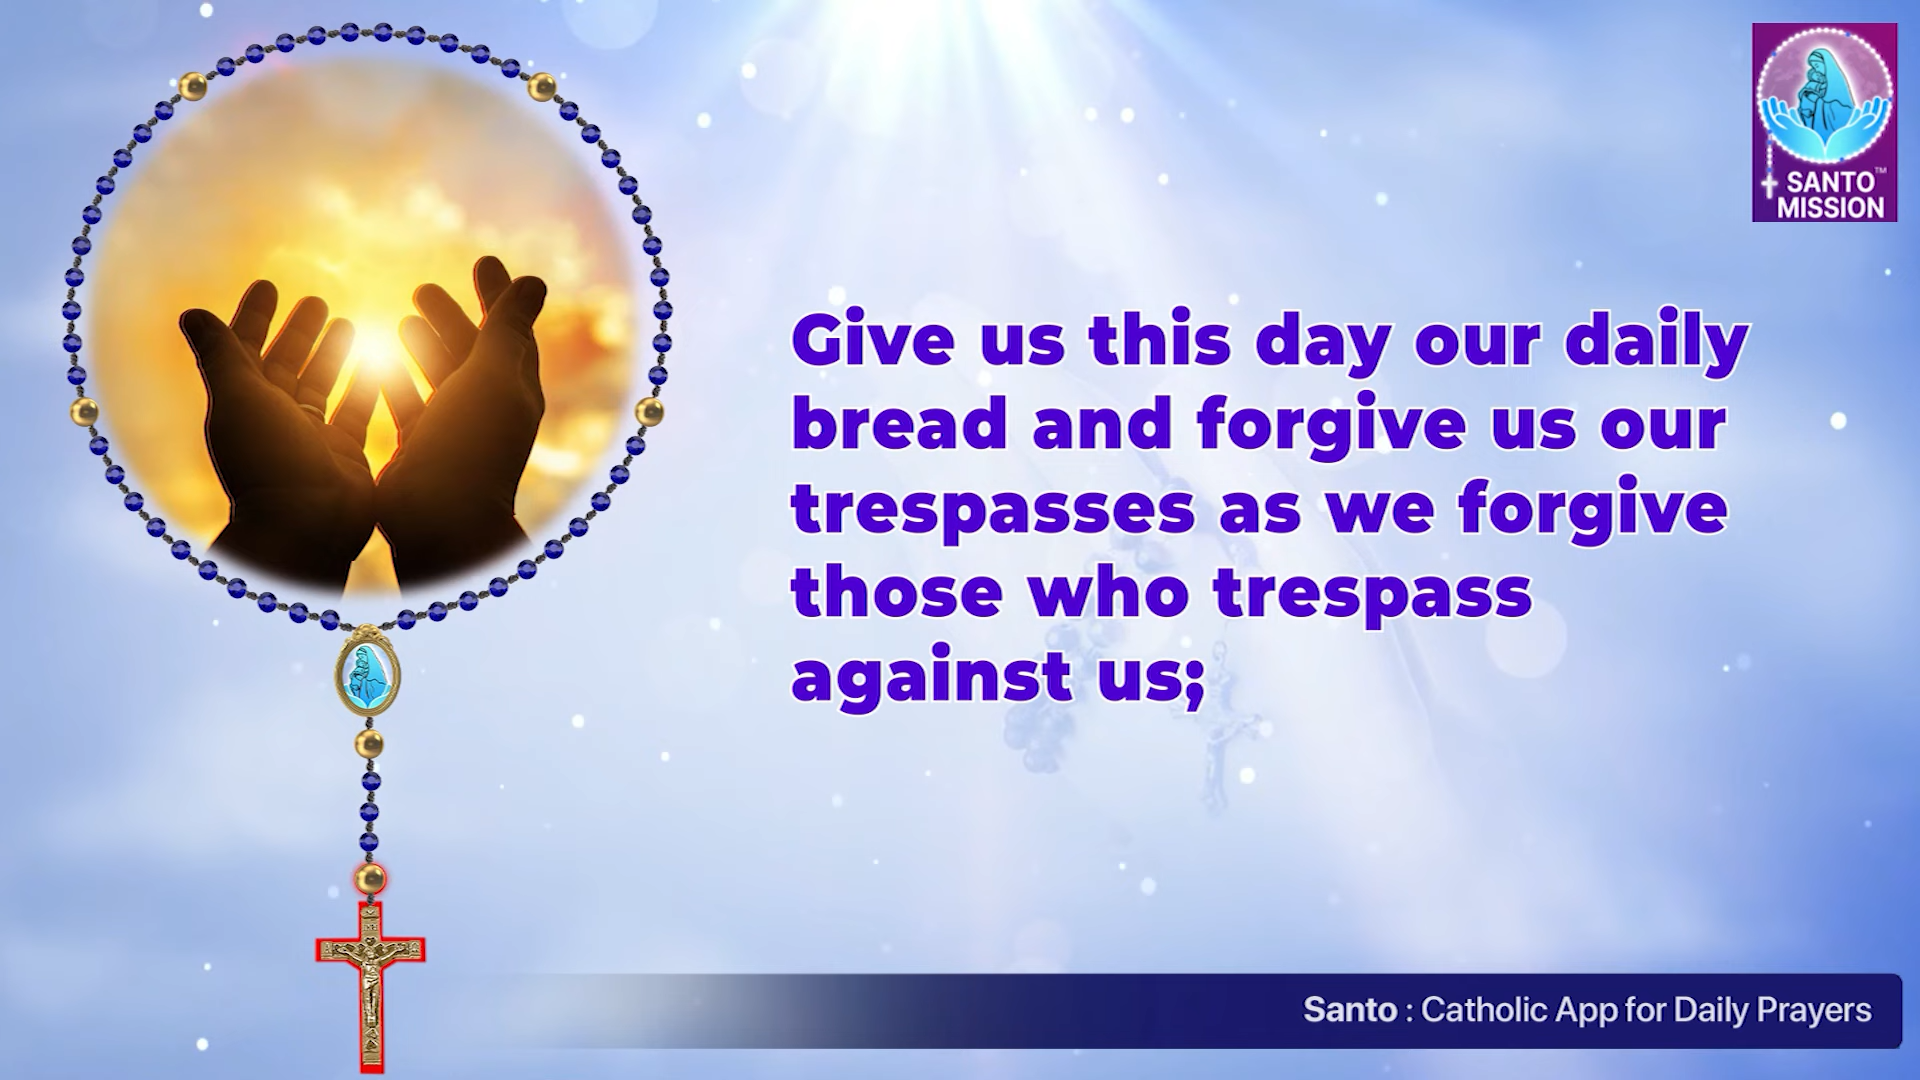 SANTO™
MISSION
Give us this day our daily
bread and forgive us our
trespasses as we forgive
those who trespass
against us;
Santo : Catholic App for Daily Prayers